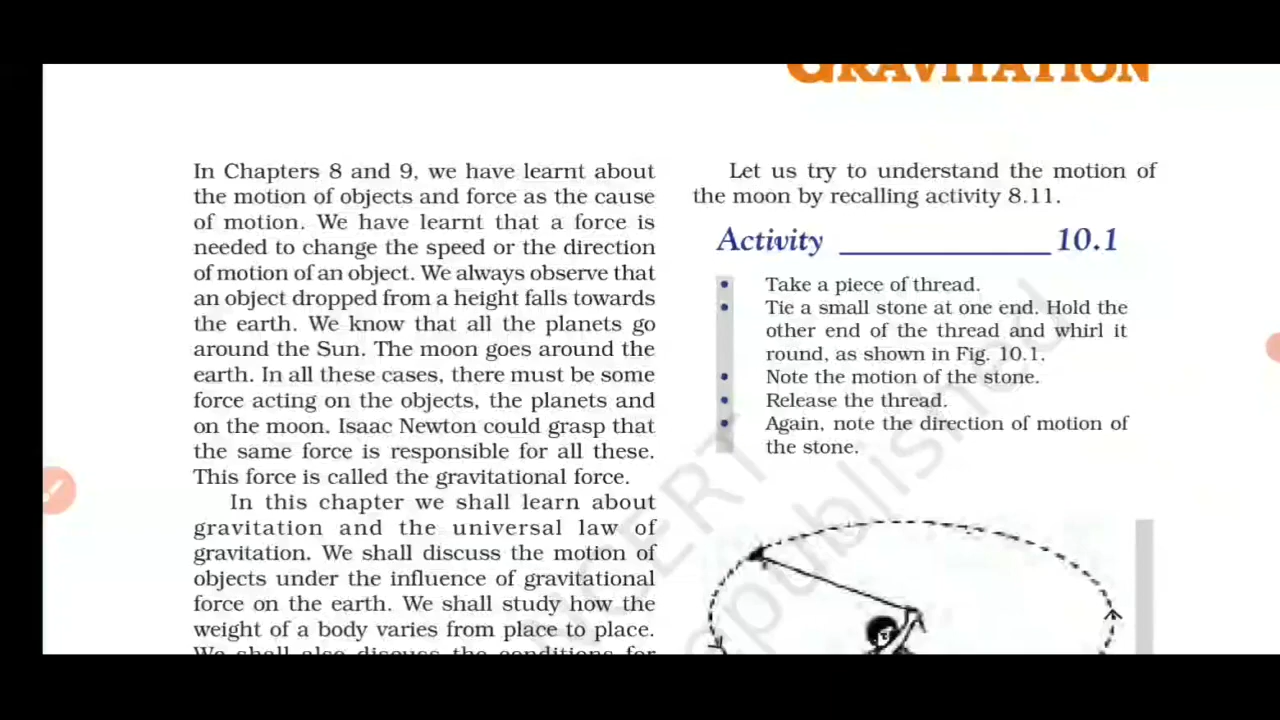 GRAVITATION
In Chapters 8 and 9, we have learnt about
the motion of objects and force as the cause
of motion. We have learnt that a force is
needed to change the speed or the direction
of motion of an object. We always observe that
an object dropped from a height falls towards
the earth. We know that all the planets go
around the Sun. The moon goes around the
earth. In all these cases, there must be some
force acting on the objects, the planets and
on the moon. Isaac Newton could grasp that
the same force is responsible for all these.
This force is called the gravitational force.
In this chapter we shall learn about
gravitation and the universal law of
gravitation. We shall discuss the motion of
objects under the influence of gravitational
force on the earth. We shall study how the
weight of a body varies from place to place.
We shall also discuss the conditions for
Let us try to understand the motion of
the moon by recalling activity 8.11.
Activity 10.1
• Take a piece of thread.
• Tie a small stone at one end. Hold the
other end of the thread and whirl it
round, as shown in Fig. 10.1.
• Note the motion of the stone.
• Release the thread.
• Again, note the direction of motion of
the stone.
NCERT
republished